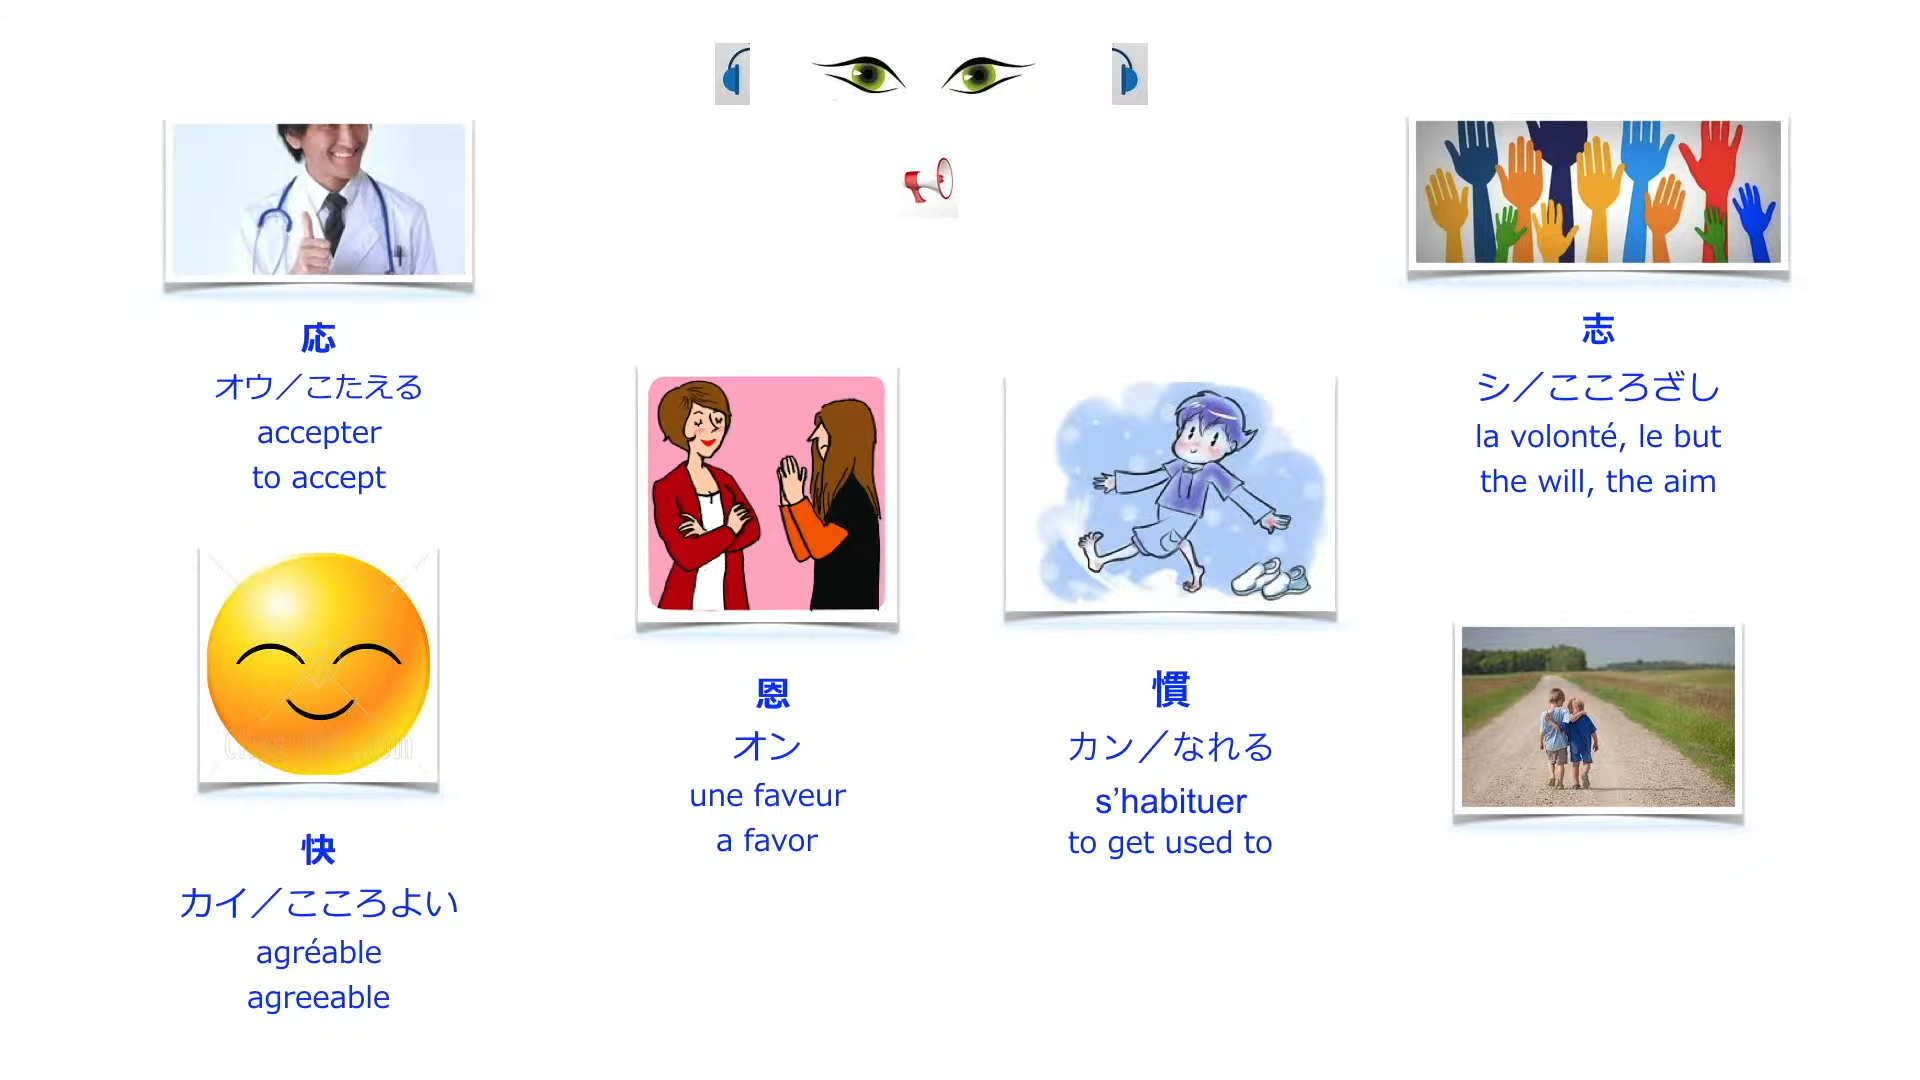 応
オウ／こたえる
accepter
to accept
快
カイ／こころよい
agréable
agreeable
恩
オン
une faveur
a favor
慣
カン／なれる
s’habituer
to get used to
志
シ／こころざし
la volonté, le but
the will, the aim